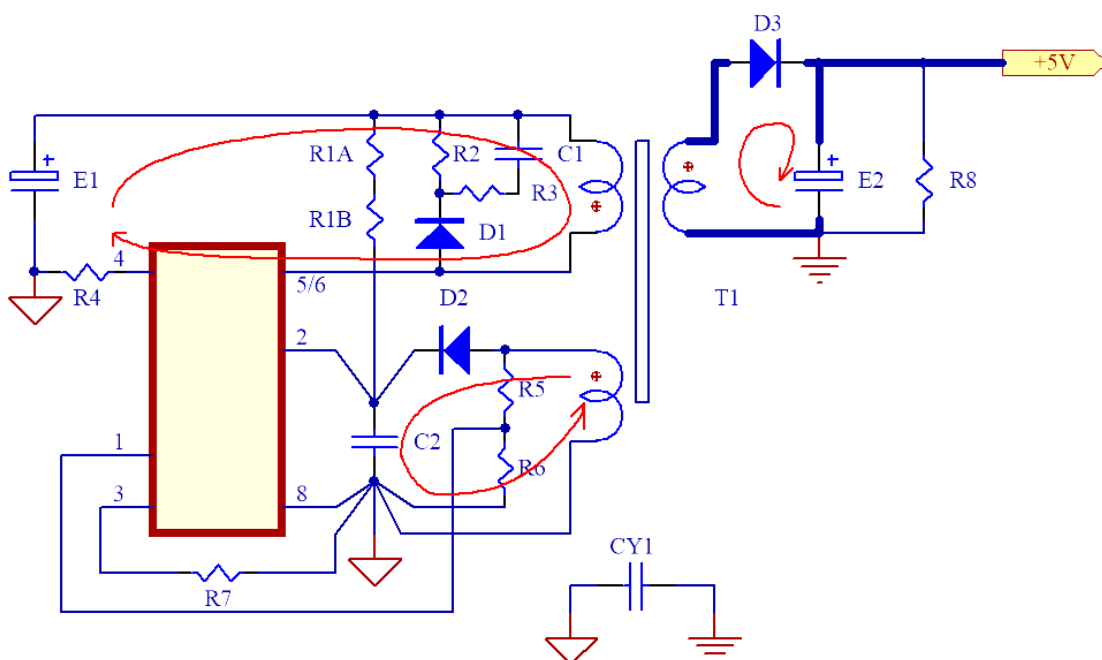 D3
+5V
R1A
R2
C1
E1
R3
E2
R8
R1B
D1
4
5/6
R4
D2
T1
2
R5
1
C2
R6
3
8
CY1
R7